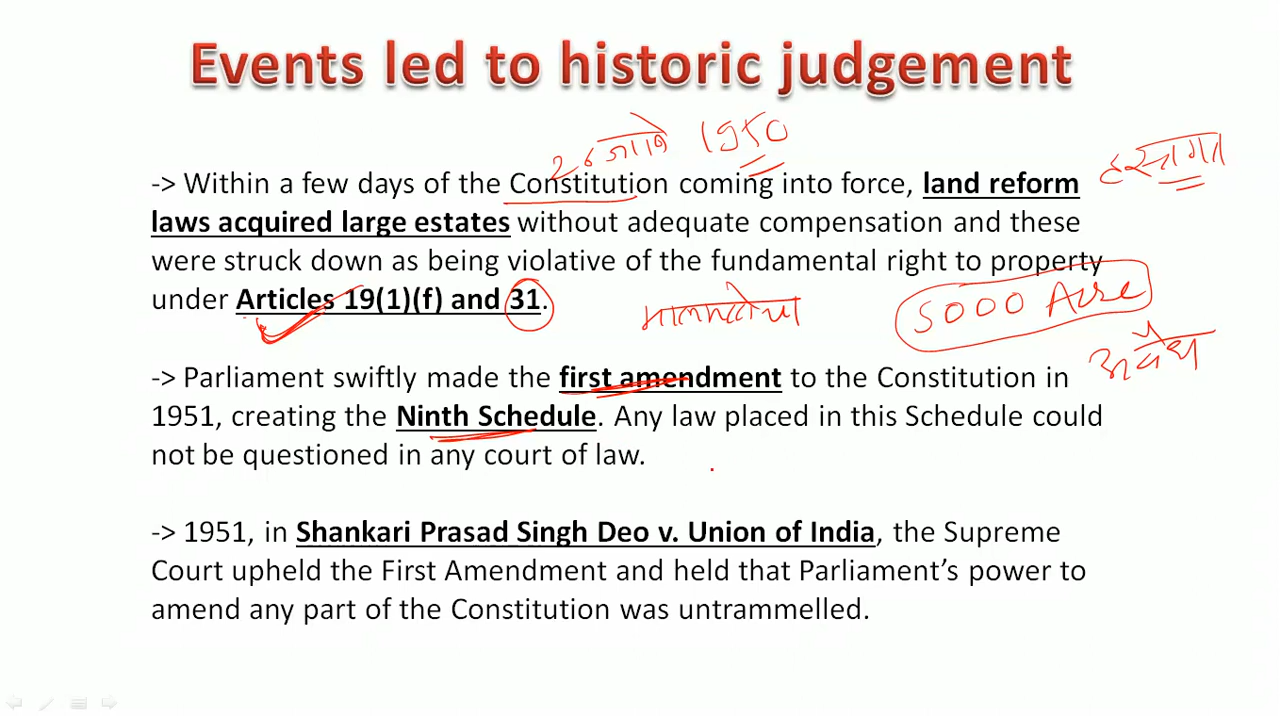 Events led to historic judgement
1950
-> Within a few days of the Constitution coming into force, land reform
laws acquired large estates without adequate compensation and these
were struck down as being violative of the fundamental right to property
under Articles 19(1)(f) and 31.
5000 Acre
अवैध
-> Parliament swiftly made the first amendment to the Constitution in
1951, creating the Ninth Schedule. Any law placed in this Schedule could
not be questioned in any court of law.
-> 1951, in Shankari Prasad Singh Deo v. Union of India, the Supreme
Court upheld the First Amendment and held that Parliament’s power to
amend any part of the Constitution was untrammelled.